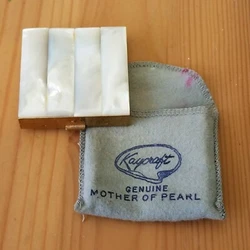 Kaycraft
GENUINE
MOTHER OF PEARL